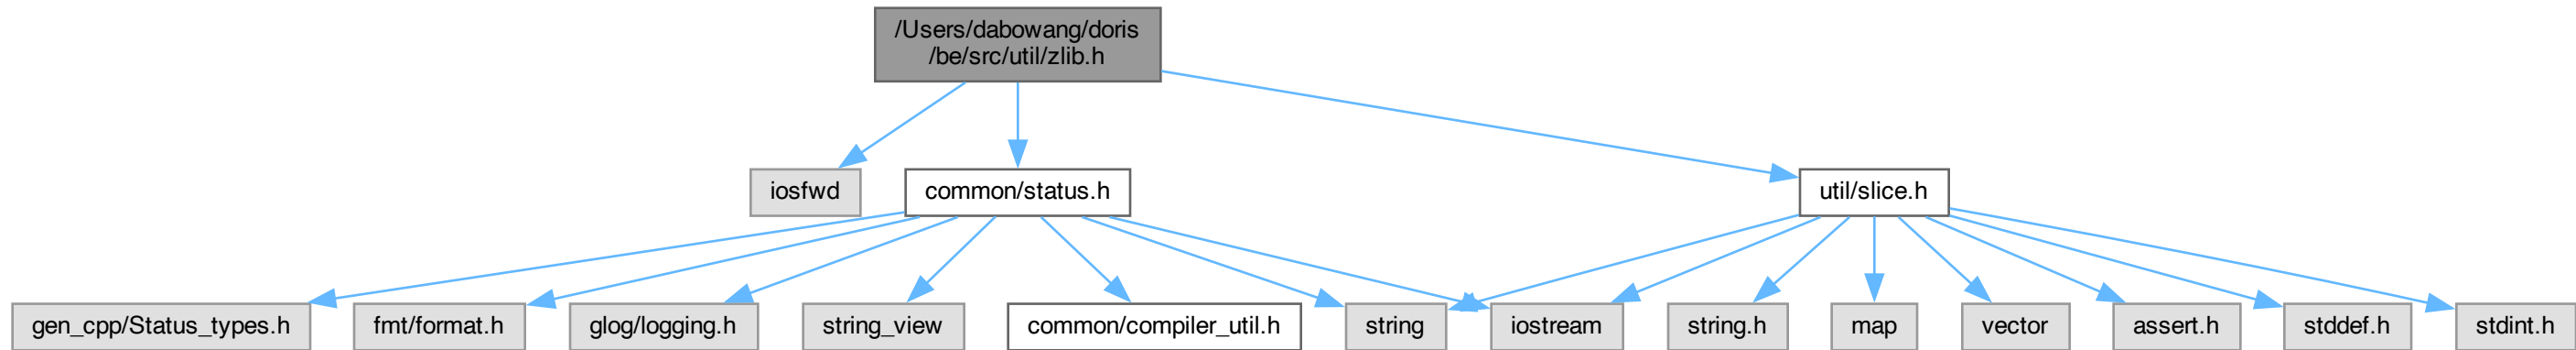 /Users/dabowang/doris
/be/src/util/zlib.h
iosfwd
common/status.h
util/slice.h
gen_cpp/Status_types.h
fmt/format.h
glog/logging.h
string_view
common/compiler_util.h
string
iostream
string.h
map
vector
assert.h
stddef.h
stdint.h